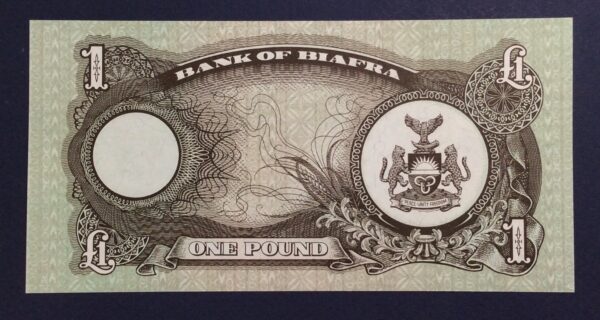 1
BANK OF BIAFRA
£1
PEACE UNITY FREEDOM
£1
ONE POUND
1